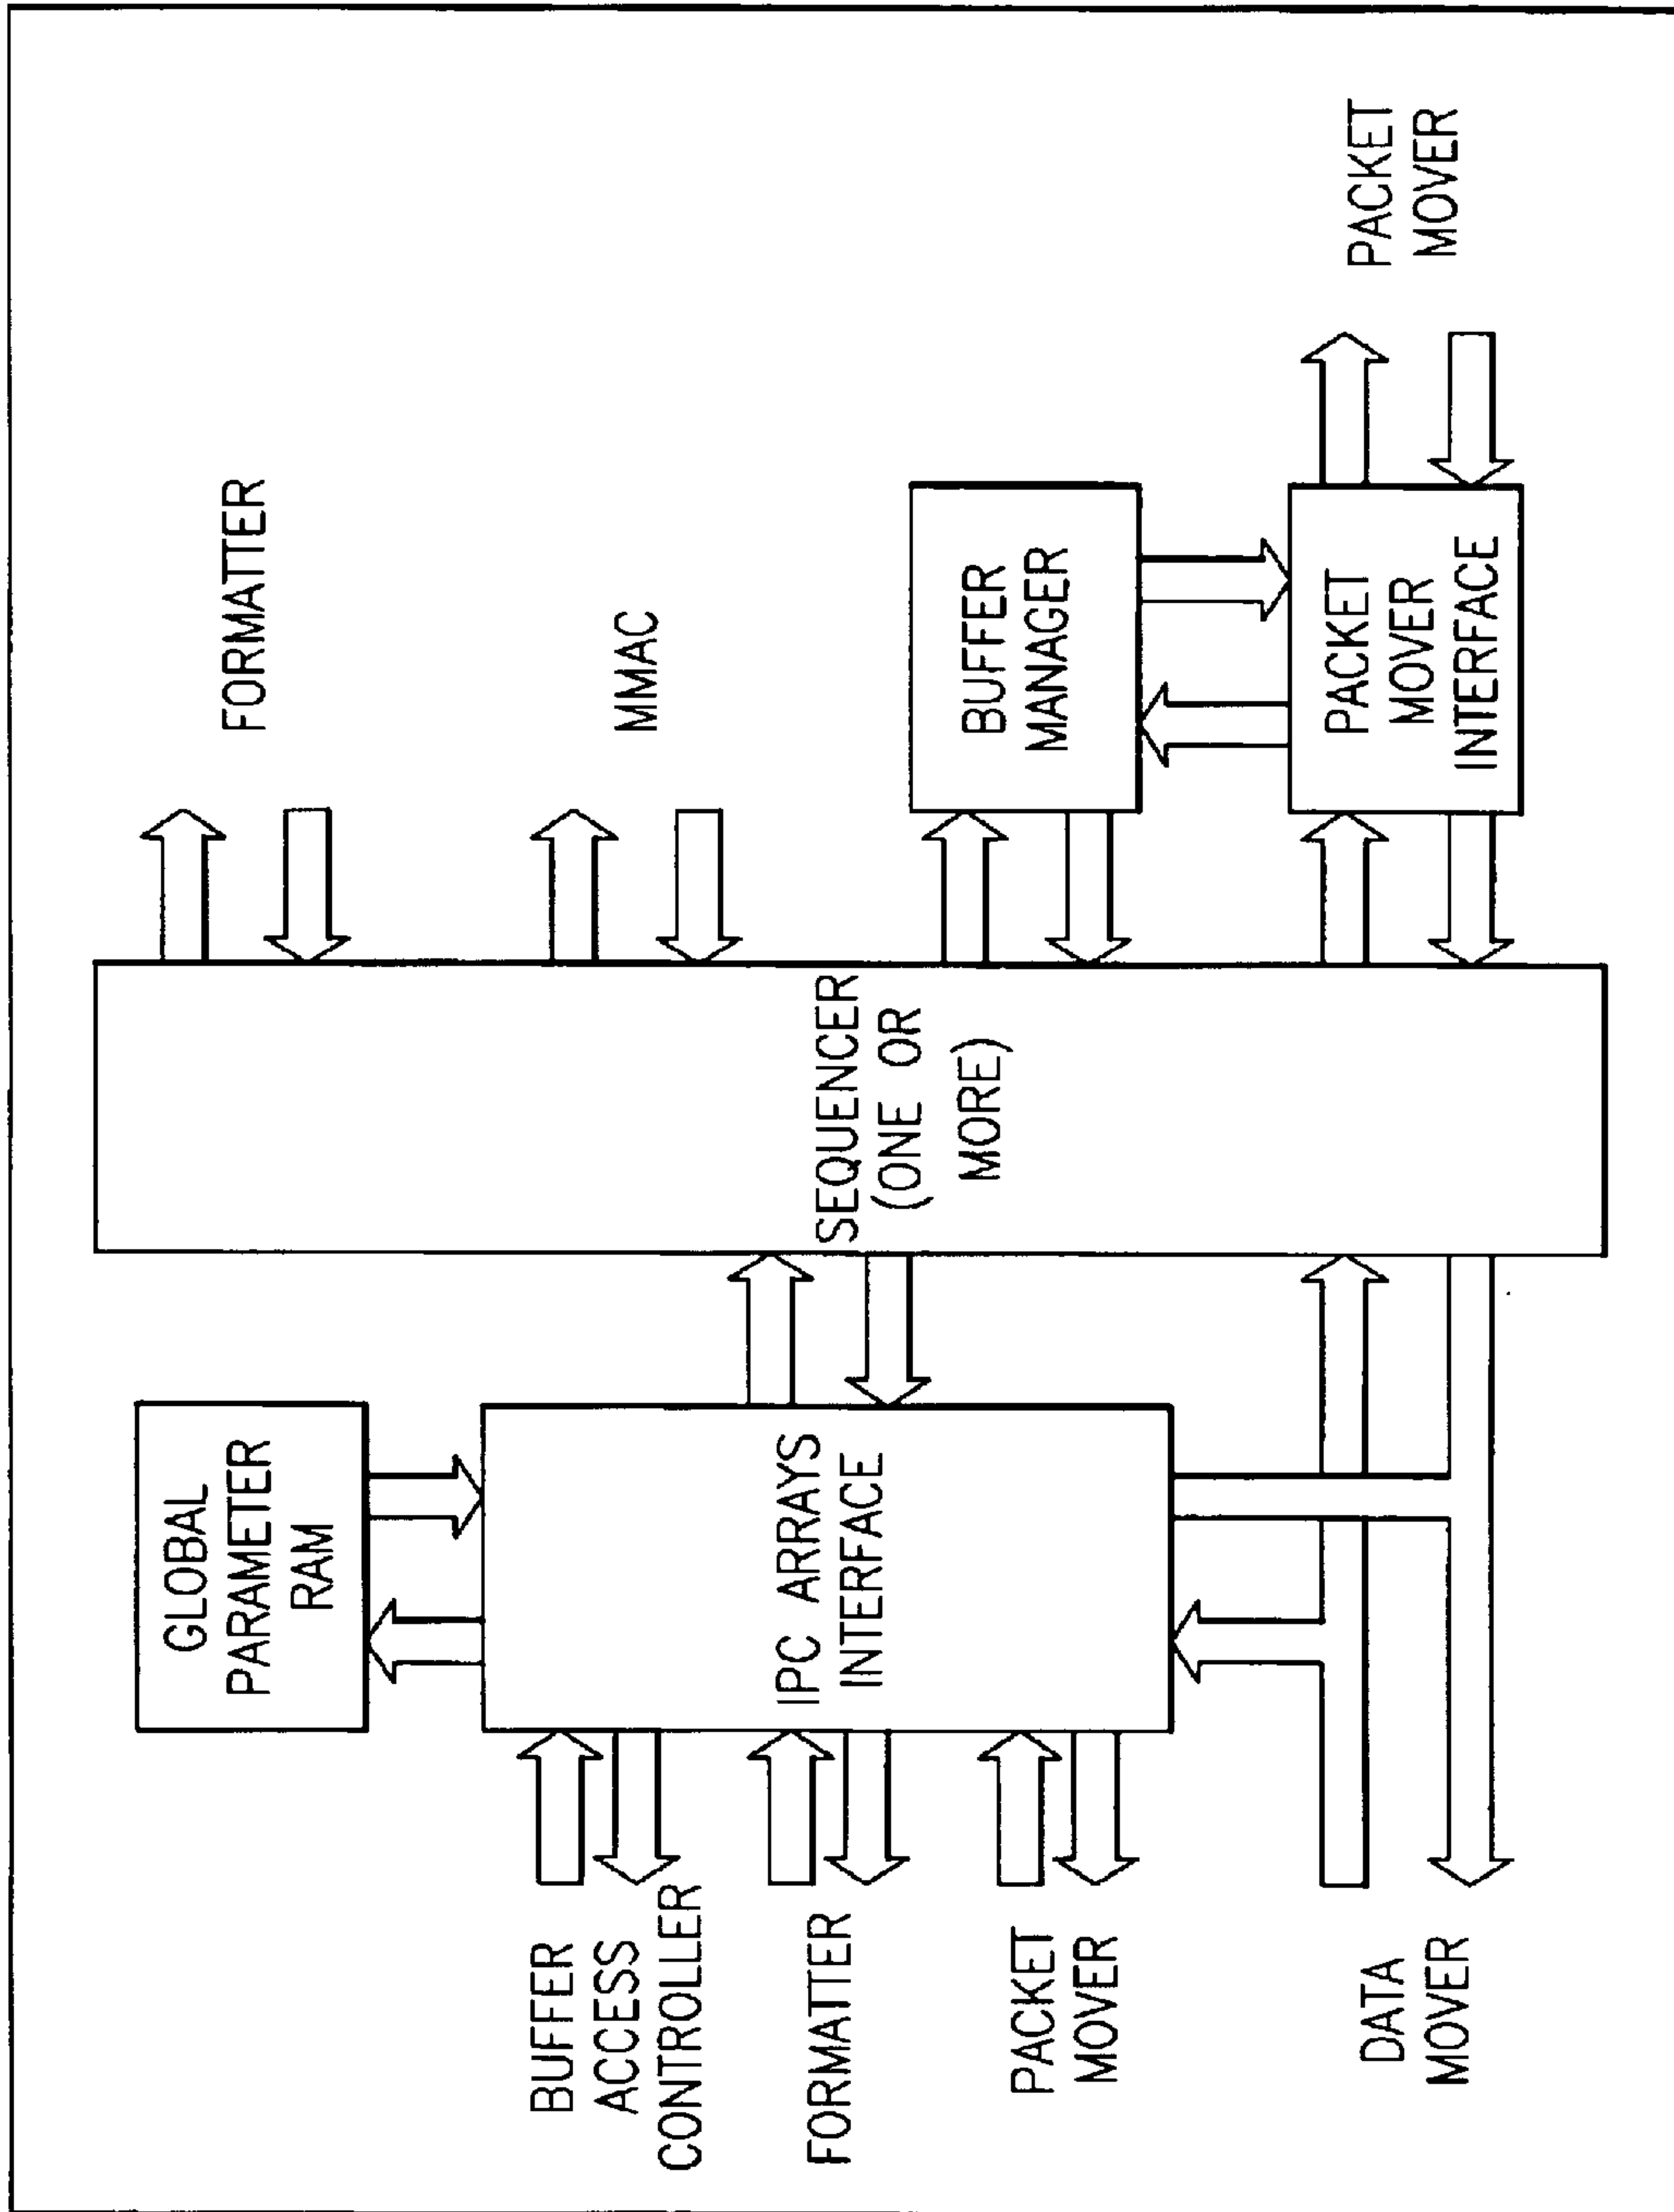 GLOBAL
PARAMETER
RAM
BUFFER
ACCESS
CONTROLLER
FORMATTER
PACKET
MOVER
DATA
MOVER
IPC ARRAYS
INTERFACE
SEQUENCER
(ONE OR
MORE)
FORMATTER
MMAC
BUFFER
MANAGER
PACKET
MOVER
INTERFACE
PACKET
MOVER